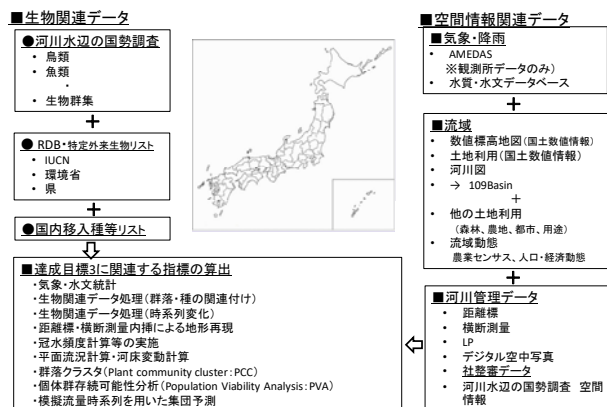 ■生物関連データ
●河川水辺の国勢調査
• 鳥類
• 魚類
・
• 生物群集
+
● RDB・特定外来生物リスト
• IUCN
• 環境省
• 県
+
●国内移入種等リスト
■達成目標3に関連する指標の算出
・気象・水文統計
・生物関連データ処理（群落・種の関連付け）
・生物関連データ処理（時系列変化）
・距離標・横断測量内挿による地形再現
・冠水頻度計算等の実施
・平面流況計算・河床変動計算
・群落クラスタ（Plant community cluster：PCC）
・個体群存続可能性分析（Population Viability Analysis：PVA）
・模擬流量時系列を用いた集団予測
■空間情報関連データ
■気象・降雨
• AMEDAS
※観測所データのみ）
• 水質・水文データベース
+
■流域
• 数値標高地図（国土数値情報）
• 土地利用（国土数値情報）
• 河川図
• → 109Basin
+
• 他の土地利用
（森林、農地、都市、用途）
• 流域動態
農業センサス、人口・経済動態
+
■河川管理データ
• 距離標
• 横断測量
• LP
• デジタル空中写真
• 社整審データ
• 河川水辺の国勢調査 空間
情報